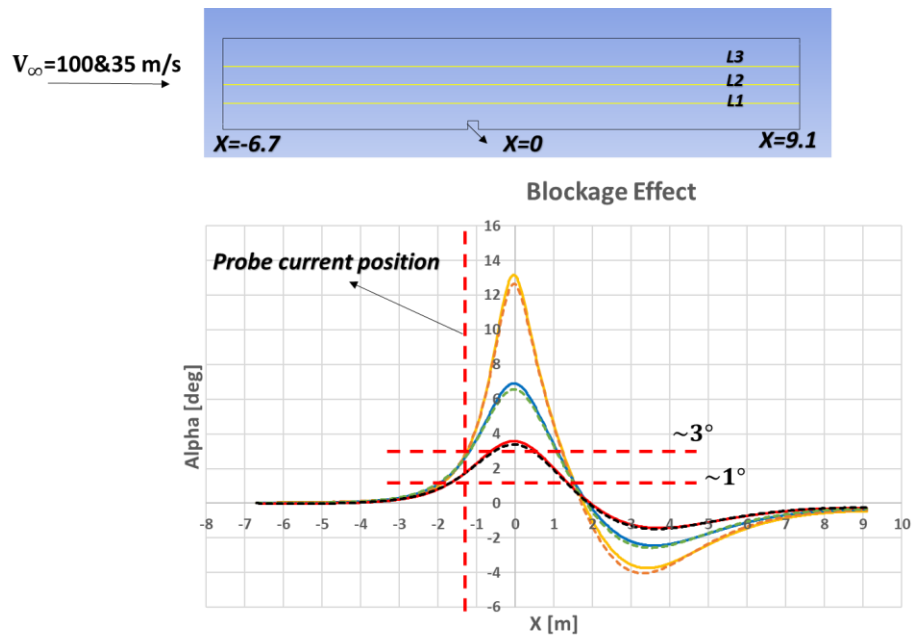 V∞=100&35 m/s
L3
L2
L1
X=-6.7
X=0
X=9.1
Blockage Effect
Probe current position
16
14
12
10
8
6
4
2
0
-2
-4
-6
~3°
~1°
Alpha [deg]
-8 -7 -6 -5 -4 -3 -2 -1 0 1 2 3 4 5 6 7 8 9 10
X [m]